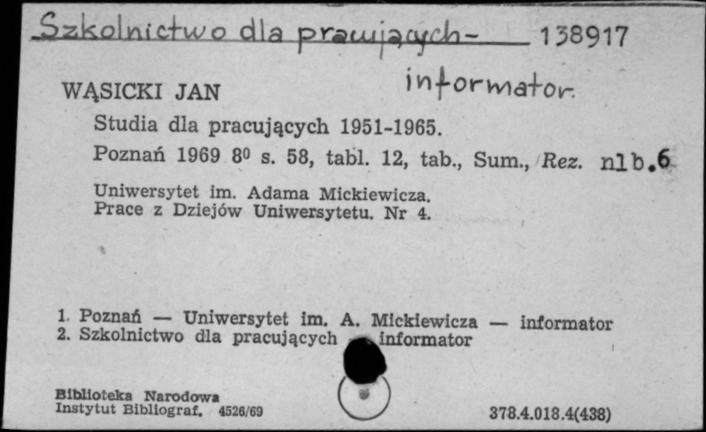 Szkolnictwo dla pracujących- 138917
informator.
WĄSICKI JAN
Studia dla pracujących 1951-1965.
Poznań 1969 8⁰ s. 58, tabl. 12, tab., Sum., Rez. nlb.6
Uniwersytet im. Adama Mickiewicza.
Prace z Dziejów Uniwersytetu. Nr 4.
1. Poznań — Uniwersytet im. A. Mickiewicza — informator
2. Szkolnictwo dla pracujących informator
Biblioteka Narodowa
Instytut Bibliograf. 4526/69
378.4.018.4(438)